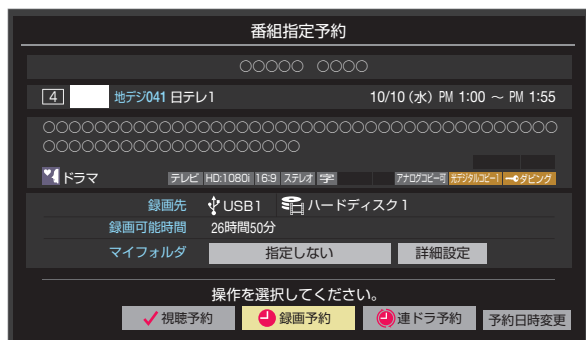 番組指定予約
○○○○○ ○○○○
4 地デジ041 日テレ1 10/10 (水) PM 1:00 ～ PM 1:55
○○○○○○○○○○○○○○○○○○○○○○○○○○○○○○○○○○○○○○○○
○○○○○○○○○○○○○○○○○○○○
ドラマ テレビ HD:1080i 16:9 ステレオ 字 アナログコピー可 光デジタルコピー1 ダビング
録画先 USB1 ハードディスク1
録画可能時間 26時間50分
マイフォルダ 指定しない 詳細設定
操作を選択してください。
視聴予約 録画予約 連ドラ予約 予約日時変更